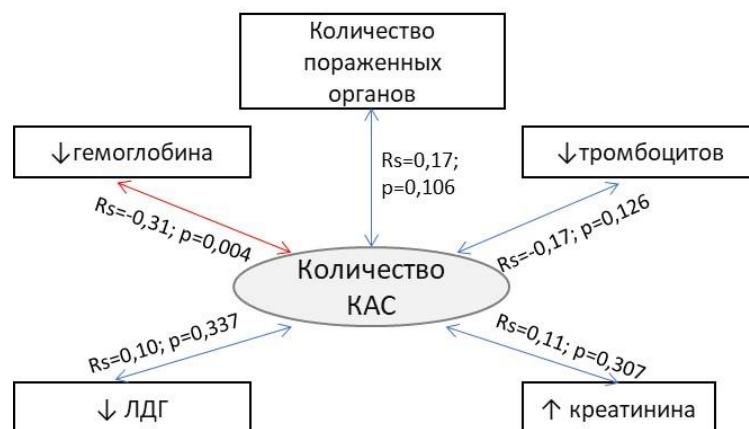 Количество
пораженных
органов
↓гемоглобина
Rs=0,17;
p=0,106
↓тромбоцитов
Rs=-0,31; p=0,004
Rs=-0,17; p=0,126
Количество
КАС
Rs=0,10; p=0,337
Rs=0,11; p=0,307
↓ ЛДГ
↑ креатинина